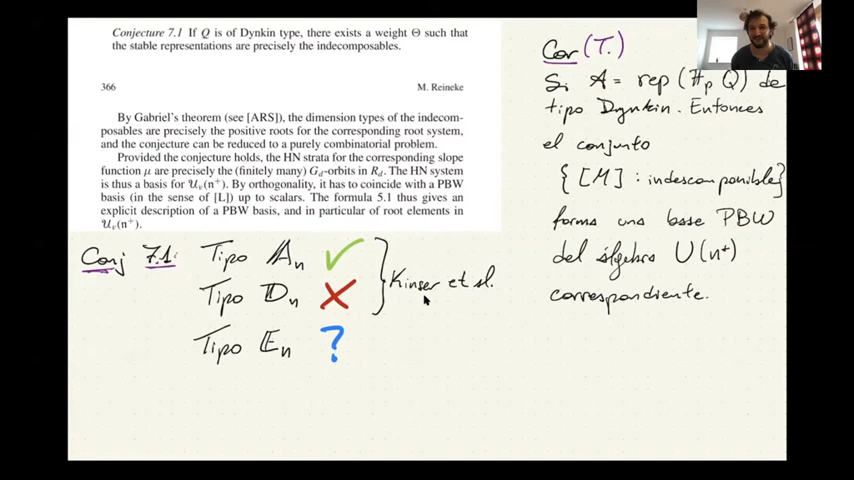 Conjecture 7.1 If Q is of Dynkin type, there exists a weight Θ such that
the stable representations are precisely the indecomposables.
366 M. Reineke
By Gabriel's theorem (see [ARS]), the dimension types of the indecom-
posables are precisely the positive roots for the corresponding root system,
and the conjecture can be reduced to a purely combinatorial problem.
Provided the conjecture holds, the HN strata for the corresponding slope
function μ are precisely the (finitely many) G_d-orbits in R_d. The HN system
is thus a basis for 𝒰_v(n⁺). By orthogonality, it has to coincide with a PBW
basis (in the sense of [L]) up to scalars. The formula 5.1 thus gives an
explicit description of a PBW basis, and in particular of root elements in
𝒰_v(n⁺).
Conj 7.1: Tipo 𝔸n ✓
Tipo 𝔻n ✗
Tipo 𝔼n ?
} Kinser et al.
Cor (T.)
Si A = rep (𝔽p Q) de
tipo Dynkin. Entonces
el conjunto
{[M] : indescomponible}
forma una base PBW
del álgebra U(n+)
correspondiente.